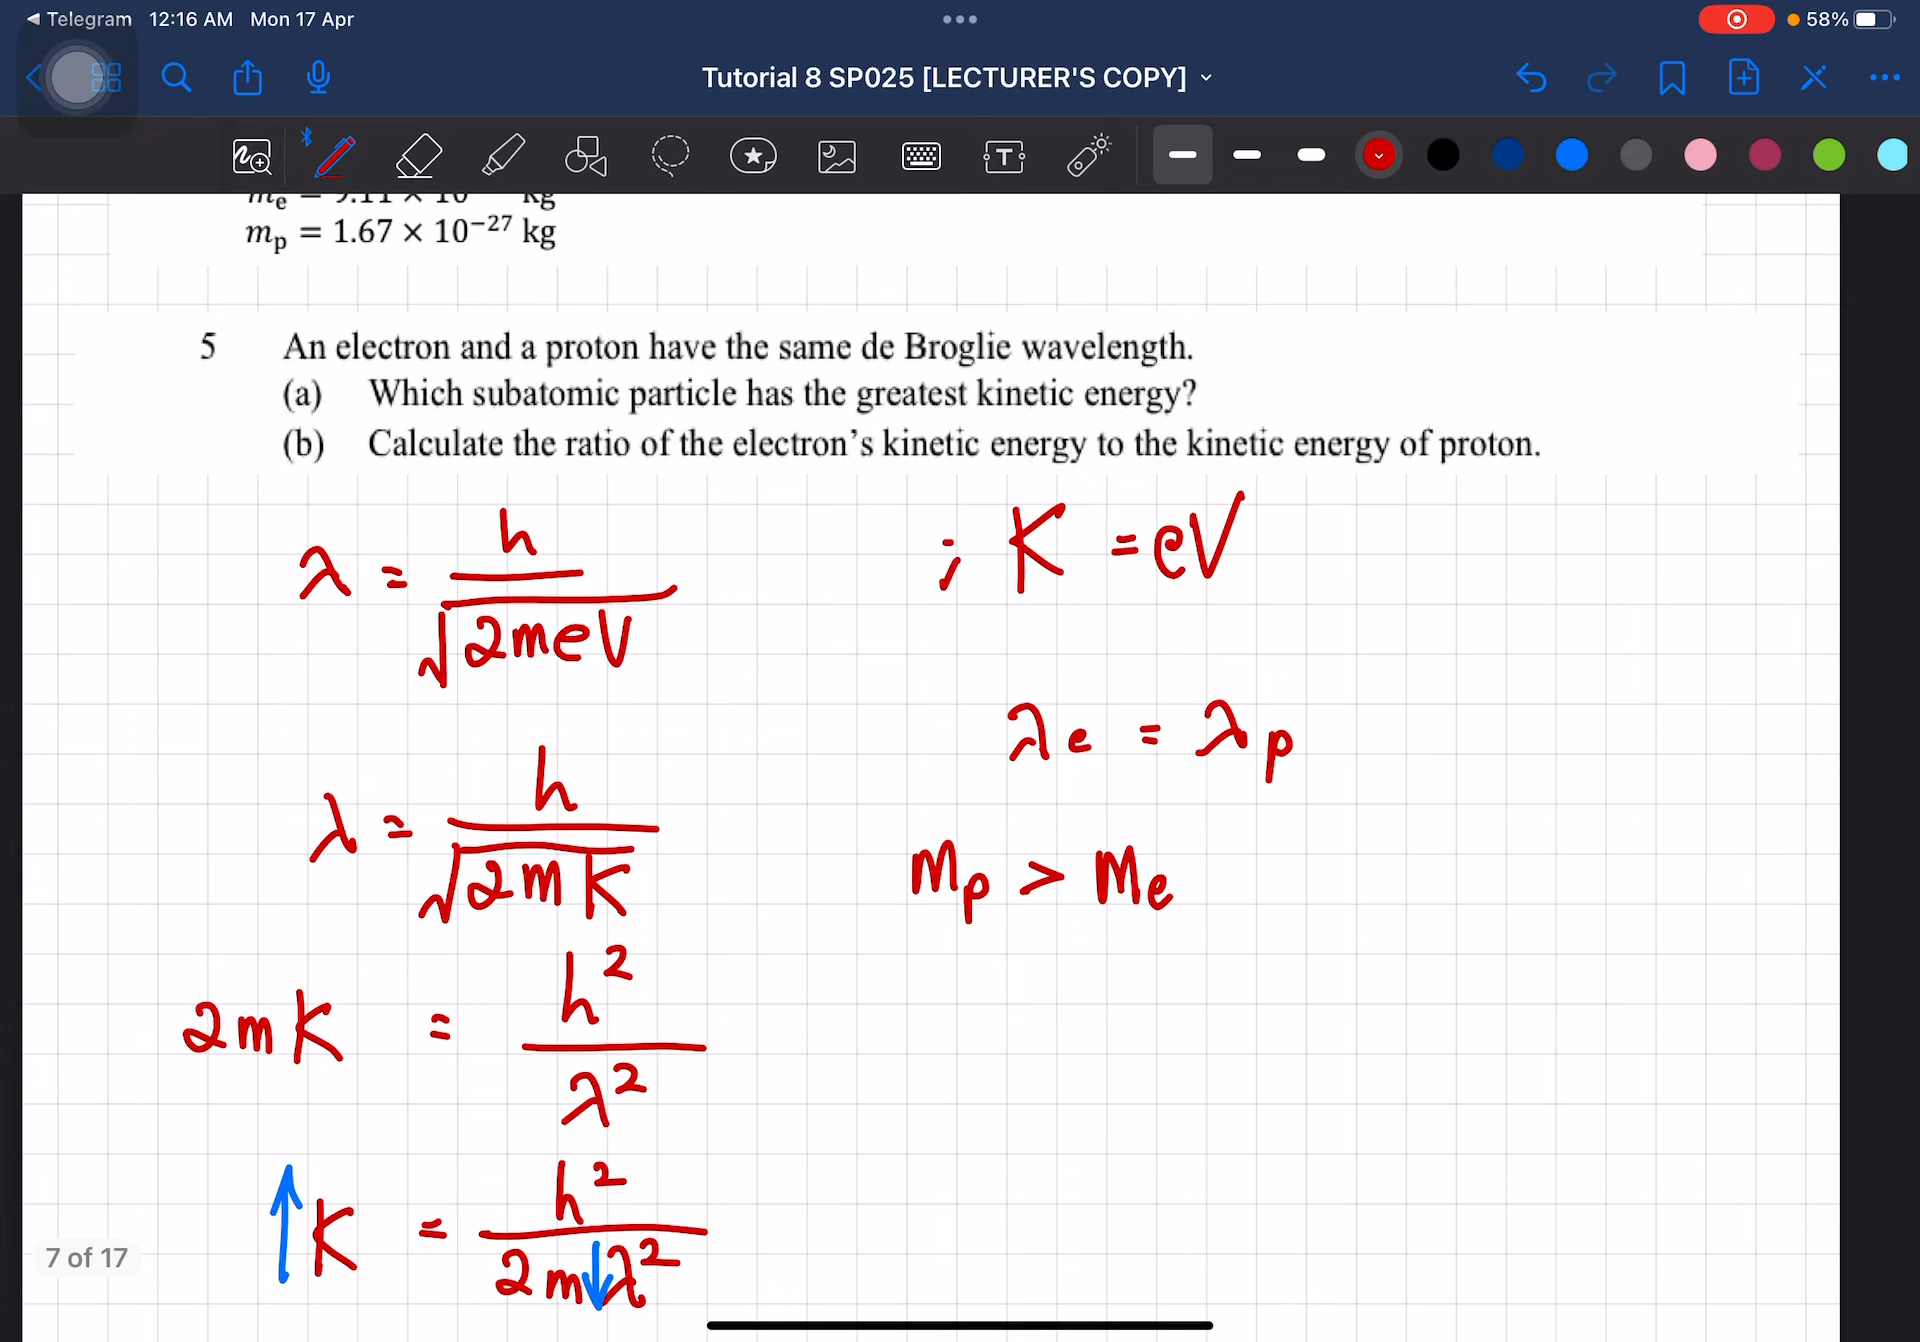 Telegram 12:16 AM Mon 17 Apr 58%
Tutorial 8 SP025 [LECTURER'S COPY]
T
mₚ = 1.67 × 10⁻²⁷ kg
5 An electron and a proton have the same de Broglie wavelength.
(a) Which subatomic particle has the greatest kinetic energy?
(b) Calculate the ratio of the electron’s kinetic energy to the kinetic energy of proton.
λ = h / √2meV ; K = eV
λe = λp
λ = h / √2mK
mp > me
2mK = h² / λ²
↑K = h² / 2m↓λ²
7 of 17